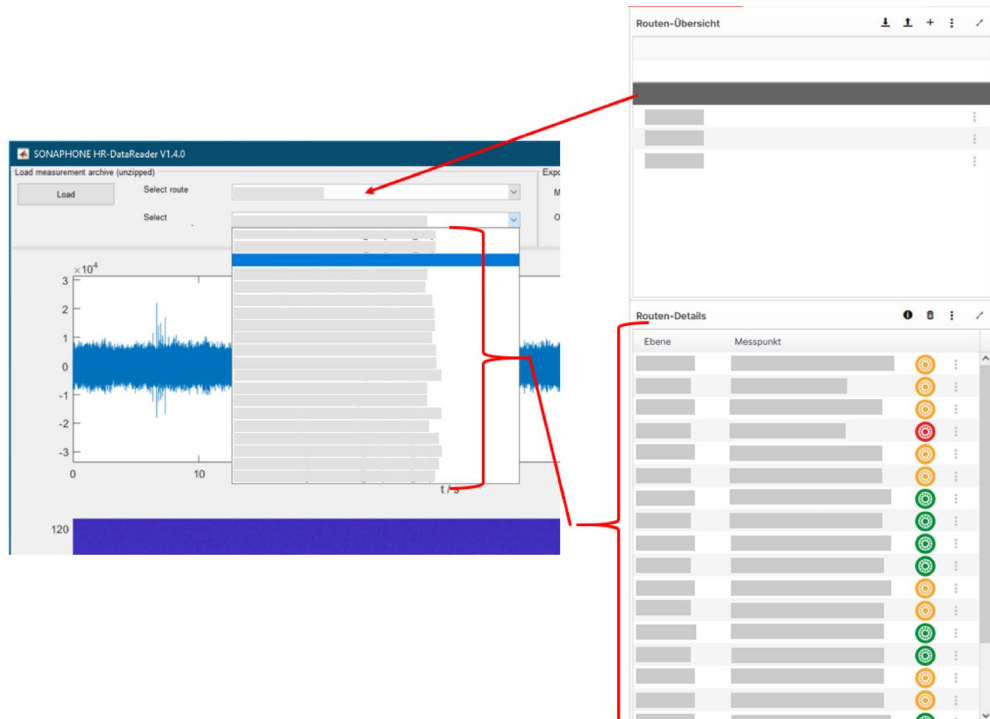 Routen-Übersicht
SONAPHONE HR-DataReader V1.4.0
Load measurement archive (unzipped)
Expo
Load
Select route
M
Select
O
×10⁴
3
2
1
0
-1
-2
-3
0
10
t / s
120
Routen-Details
Ebene
Messpunkt